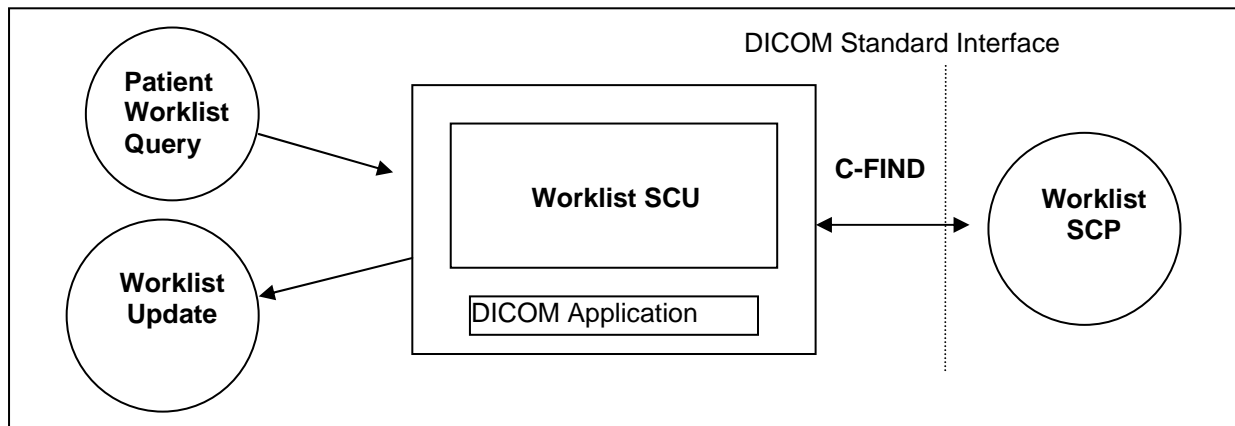 DICOM Standard Interface
Patient
Worklist
Query
C-FIND
Worklist SCU
Worklist
SCP
Worklist
Update
DICOM Application